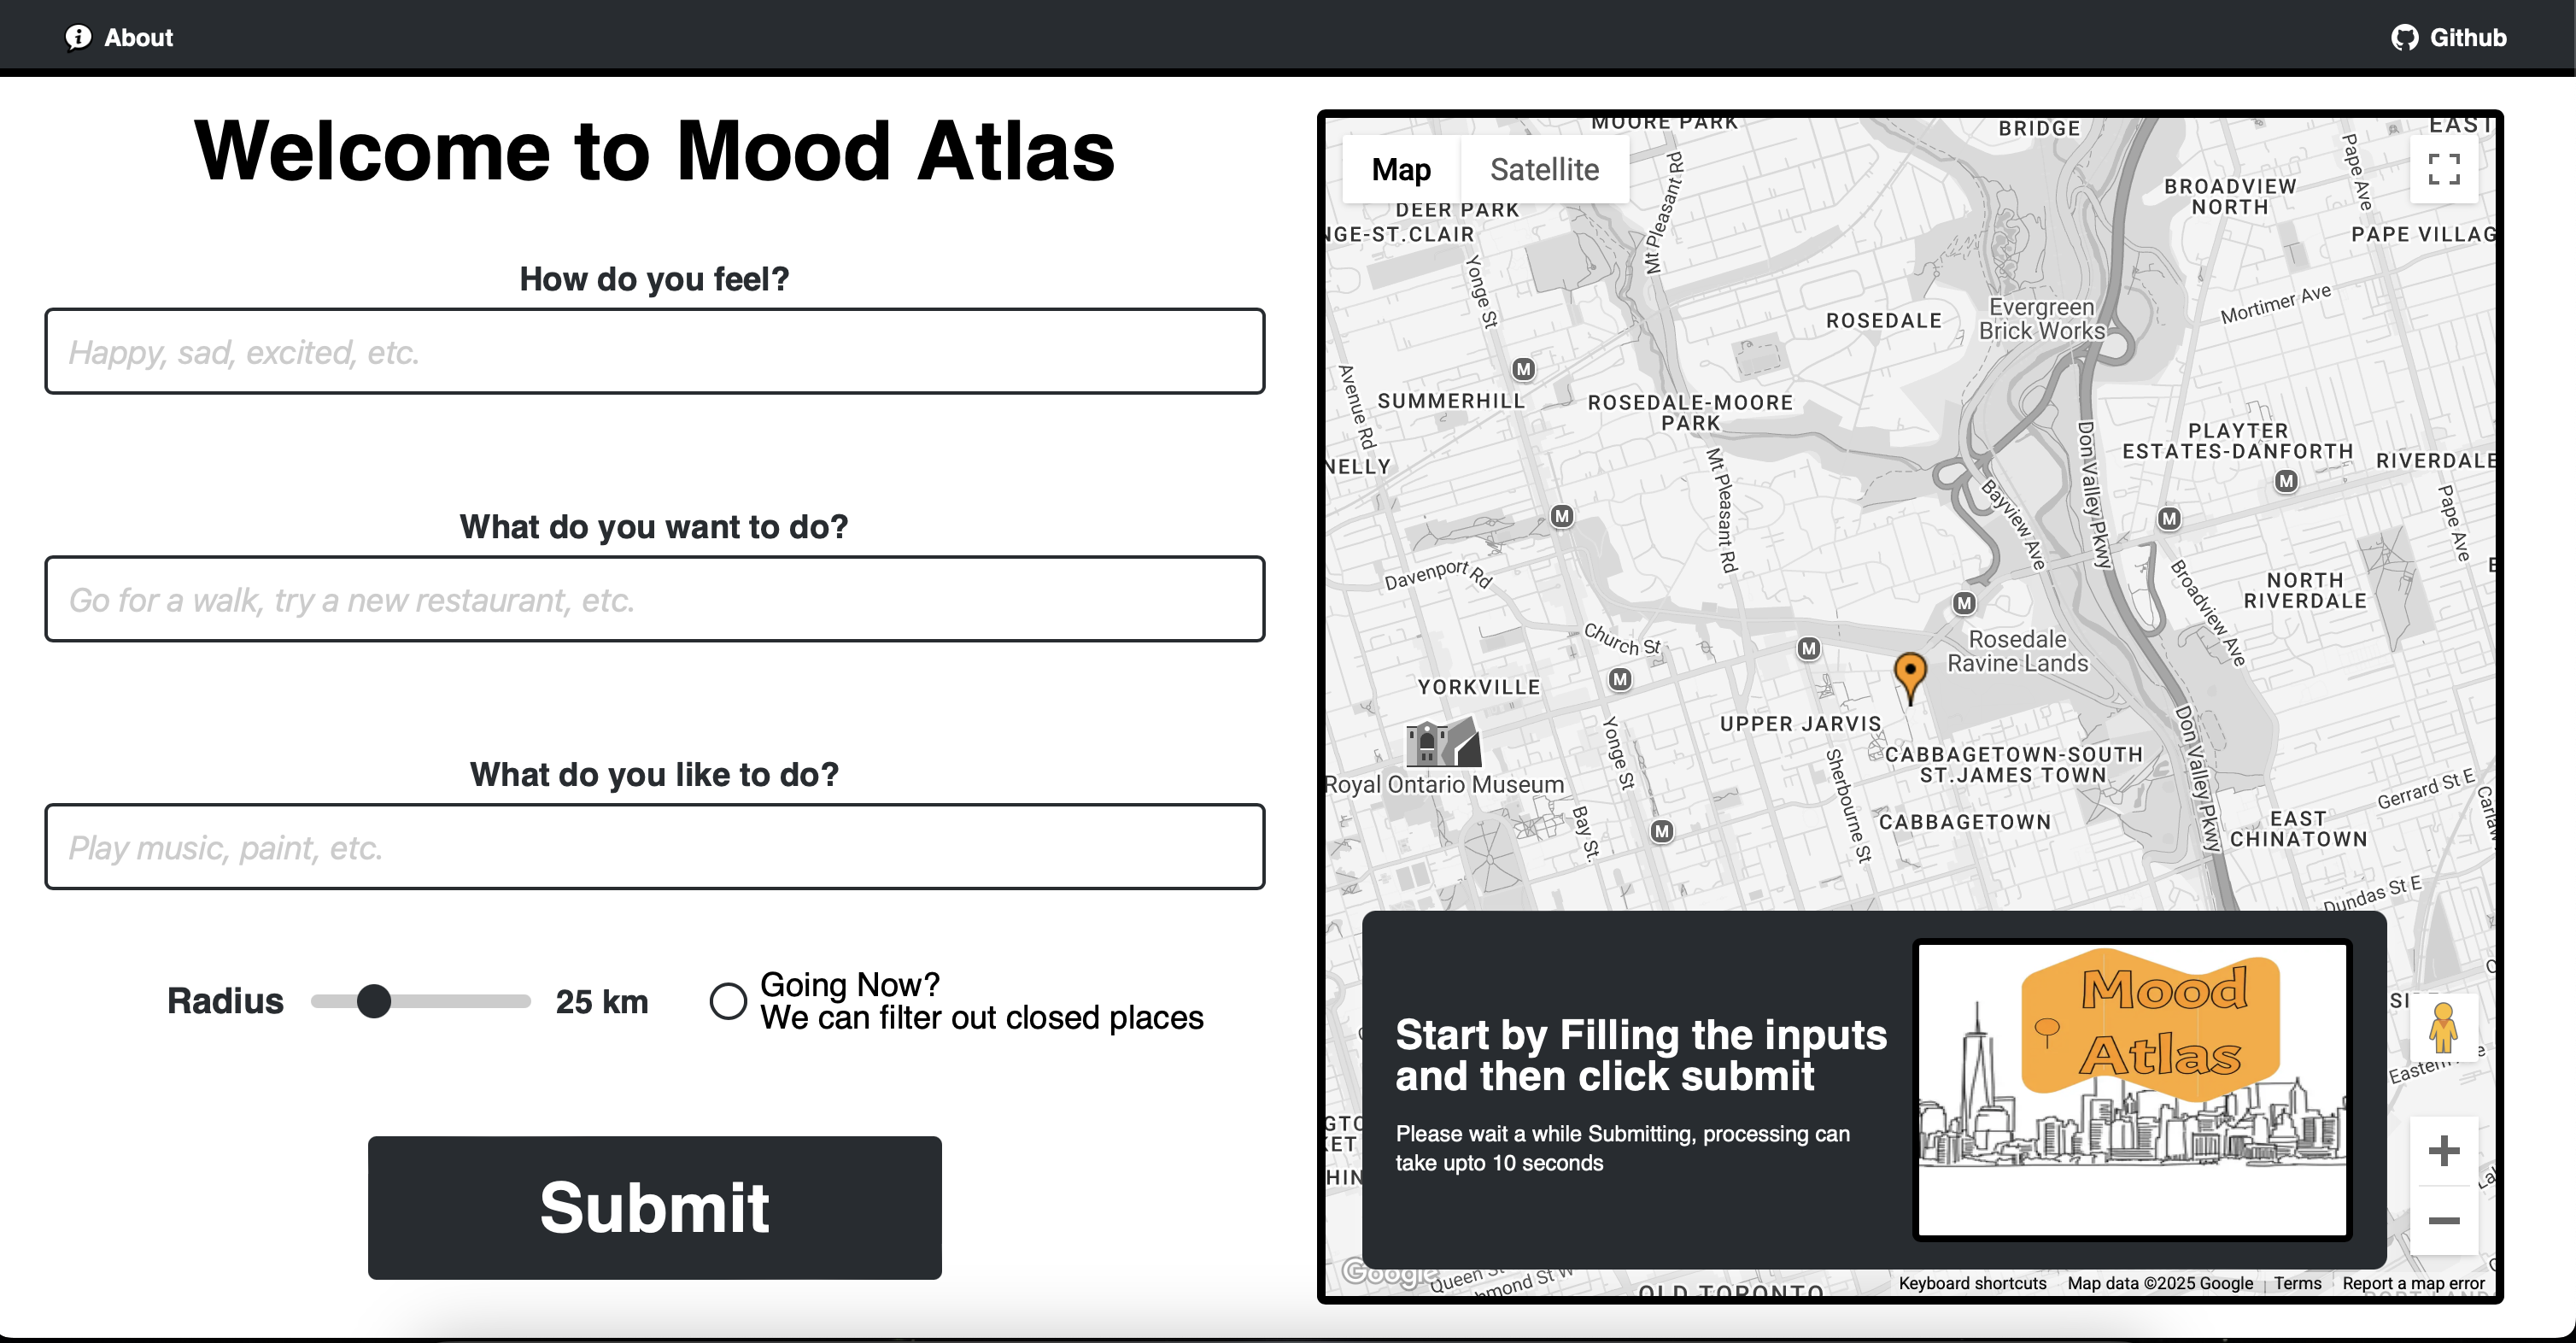 About
Github
Welcome to Mood Atlas
How do you feel?
Happy, sad, excited, etc.
What do you want to do?
Go for a walk, try a new restaurant, etc.
What do you like to do?
Play music, paint, etc.
Radius
25 km
Going Now?
We can filter out closed places
Submit
Map
Satellite
MOORE PARK
BRIDGE
EAST
DEER PARK
NGE-ST.CLAIR
Mt Pleasant Rd
Pape Ave
BROADVIEW
NORTH
PAPE VILLAG
Yonge St
Mortimer Ave
Evergreen
Brick Works
ROSEDALE
Avenue Rd
M
SUMMERHILL
ROSEDALE-MOORE
PARK
NELLY
Don Valley Pkwy
PLAYTER
ESTATES-DANFORTH
RIVERDALE
M
Mt Pleasant Rd
Bayview Ave
Pape Ave
M
M
Davenport Rd
Broadview Ave
NORTH
RIVERDALE
M
Church St
M
Rosedale
Ravine Lands
M
YORKVILLE
UPPER JARVIS
Yonge St
Don Valley Pkwy
Royal Ontario Museum
Sherbourne St
CABBAGETOWN-SOUTH
ST.JAMES TOWN
Gerrard St E
Bay St.
M
CABBAGETOWN
EAST
CHINATOWN
Dundas St E
Start by Filling the inputs
and then click submit
Please wait a while Submitting, processing can
take upto 10 seconds
Mood
Atlas
Google
Queen St
hmond St W
OLD TORONTO
Keyboard shortcuts
Map data ©2025 Google
Terms
Report a map error